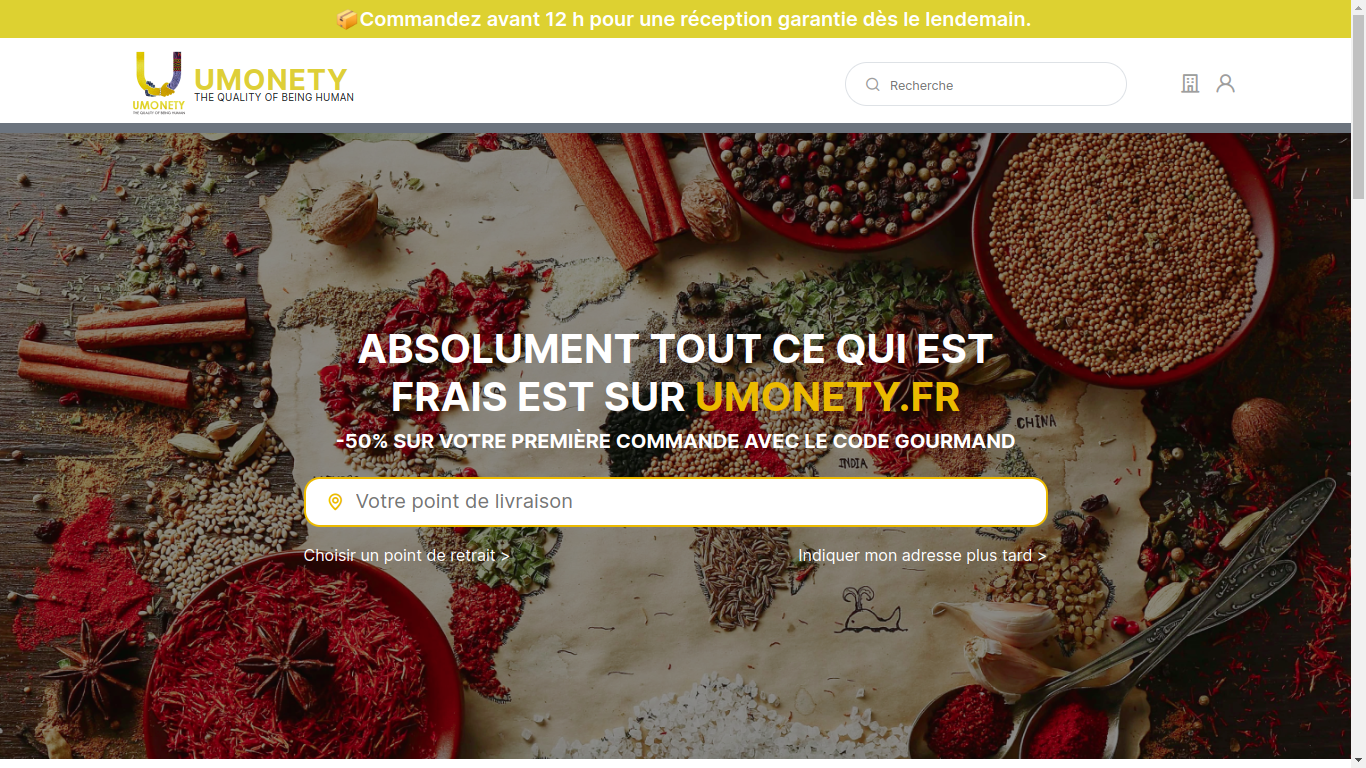 📦Commandez avant 12 h pour une réception garantie dès le lendemain.
UMONETY
THE QUALITY OF BEING HUMAN
UMONETY
THE QUALITY OF BEING HUMAN
Recherche
ABSOLUMENT TOUT CE QUI EST
FRAIS EST SUR UMONETY.FR
-50% SUR VOTRE PREMIÈRE COMMANDE AVEC LE CODE GOURMAND
CHINA
INDIA
Votre point de livraison
Choisir un point de retrait >
Indiquer mon adresse plus tard >